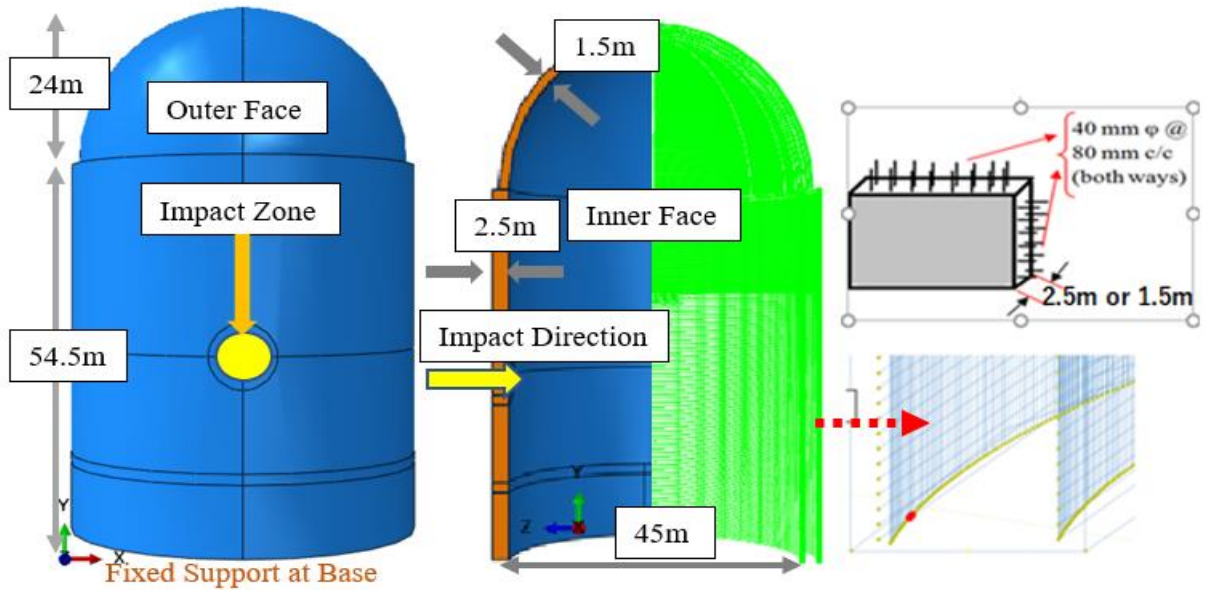 24m
Outer Face
Impact Zone
54.5m
Y
X
Fixed Support at Base
1.5m
2.5m
Inner Face
Impact Direction
Y
Z
X
45m
40 mm φ @
80 mm c/c
(both ways)
2.5m or 1.5m